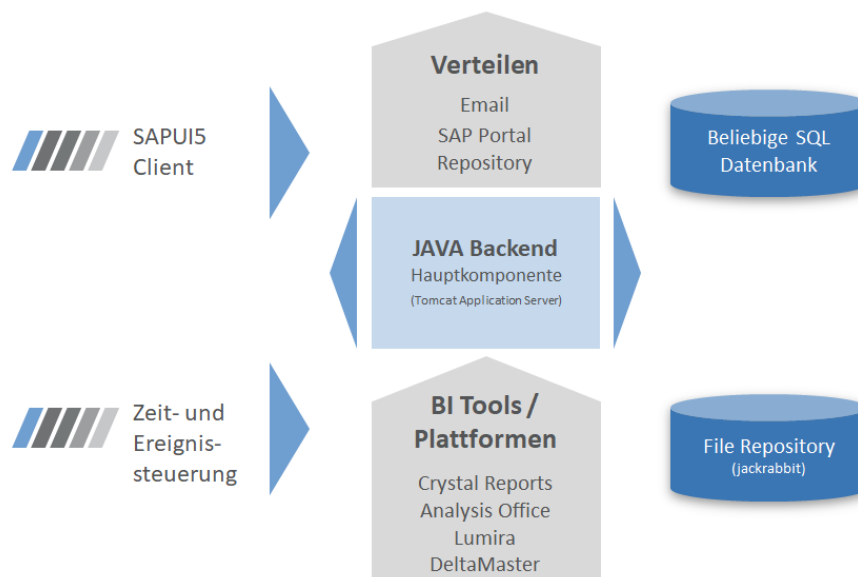 SAPUI5
Client
Verteilen
Email
SAP Portal
Repository
Beliebige SQL
Datenbank
JAVA Backend
Hauptkomponente
(Tomcat Application Server)
Zeit- und
Ereignis-
steuerung
BI Tools /
Plattformen
Crystal Reports
Analysis Office
Lumira
DeltaMaster
File Repository
(jackrabbit)